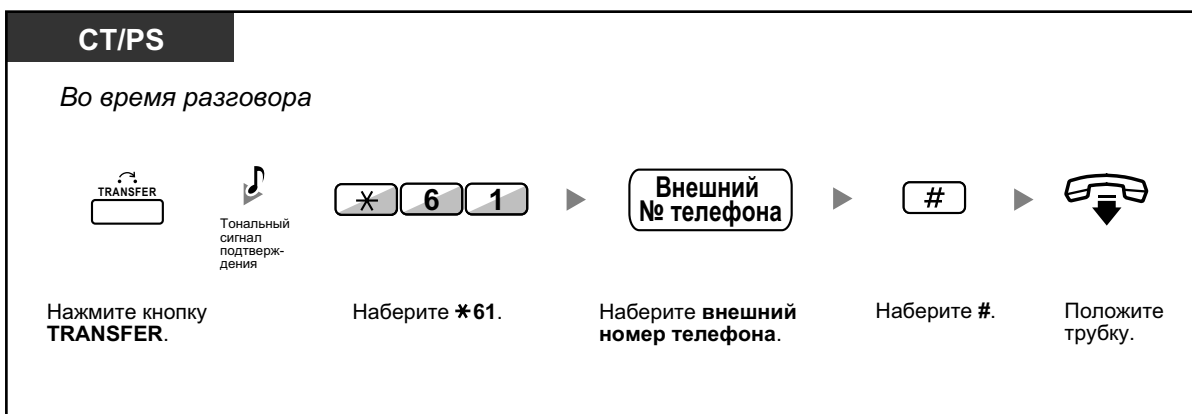 CT/PS
Во время разговора
TRANSFER
Тональный
сигнал
подтверж-
дения
* 6 1
Внешний
№ телефона
#
Нажмите кнопку
TRANSFER.
Наберите *61.
Наберите внешний
номер телефона.
Наберите #.
Положите
трубку.